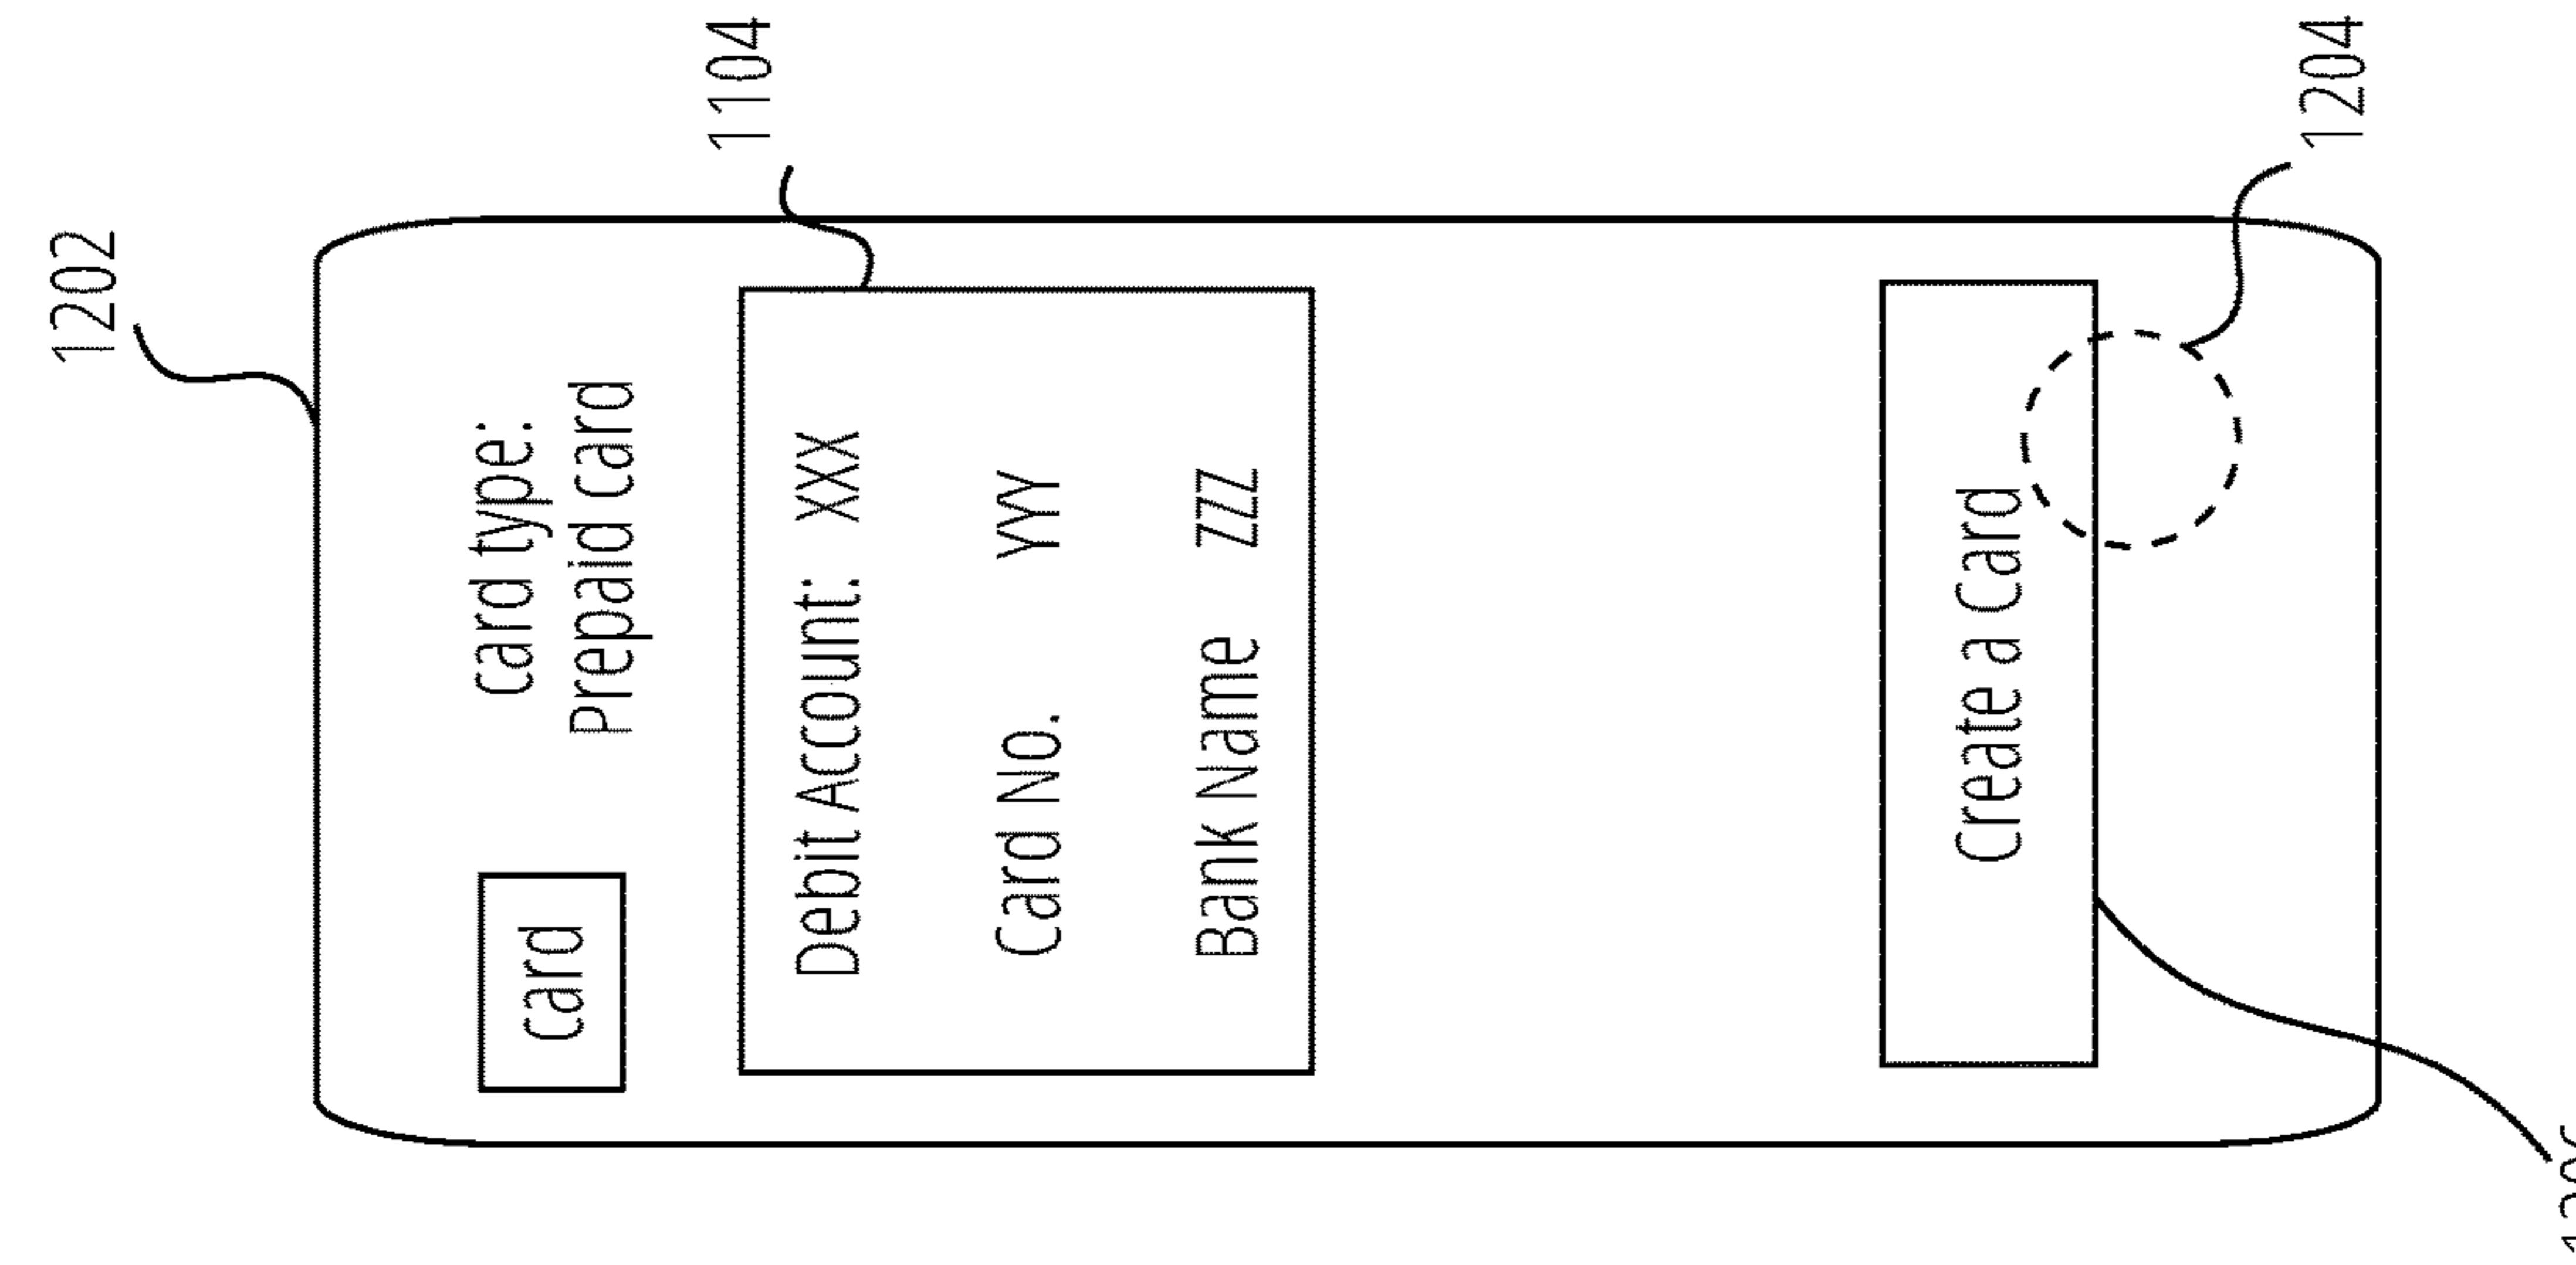 1202
card
card type:
Prepaid card
1104
Debit Account: XXX
Card No. YYY
Bank Name ZZZ
Create a Card
1204